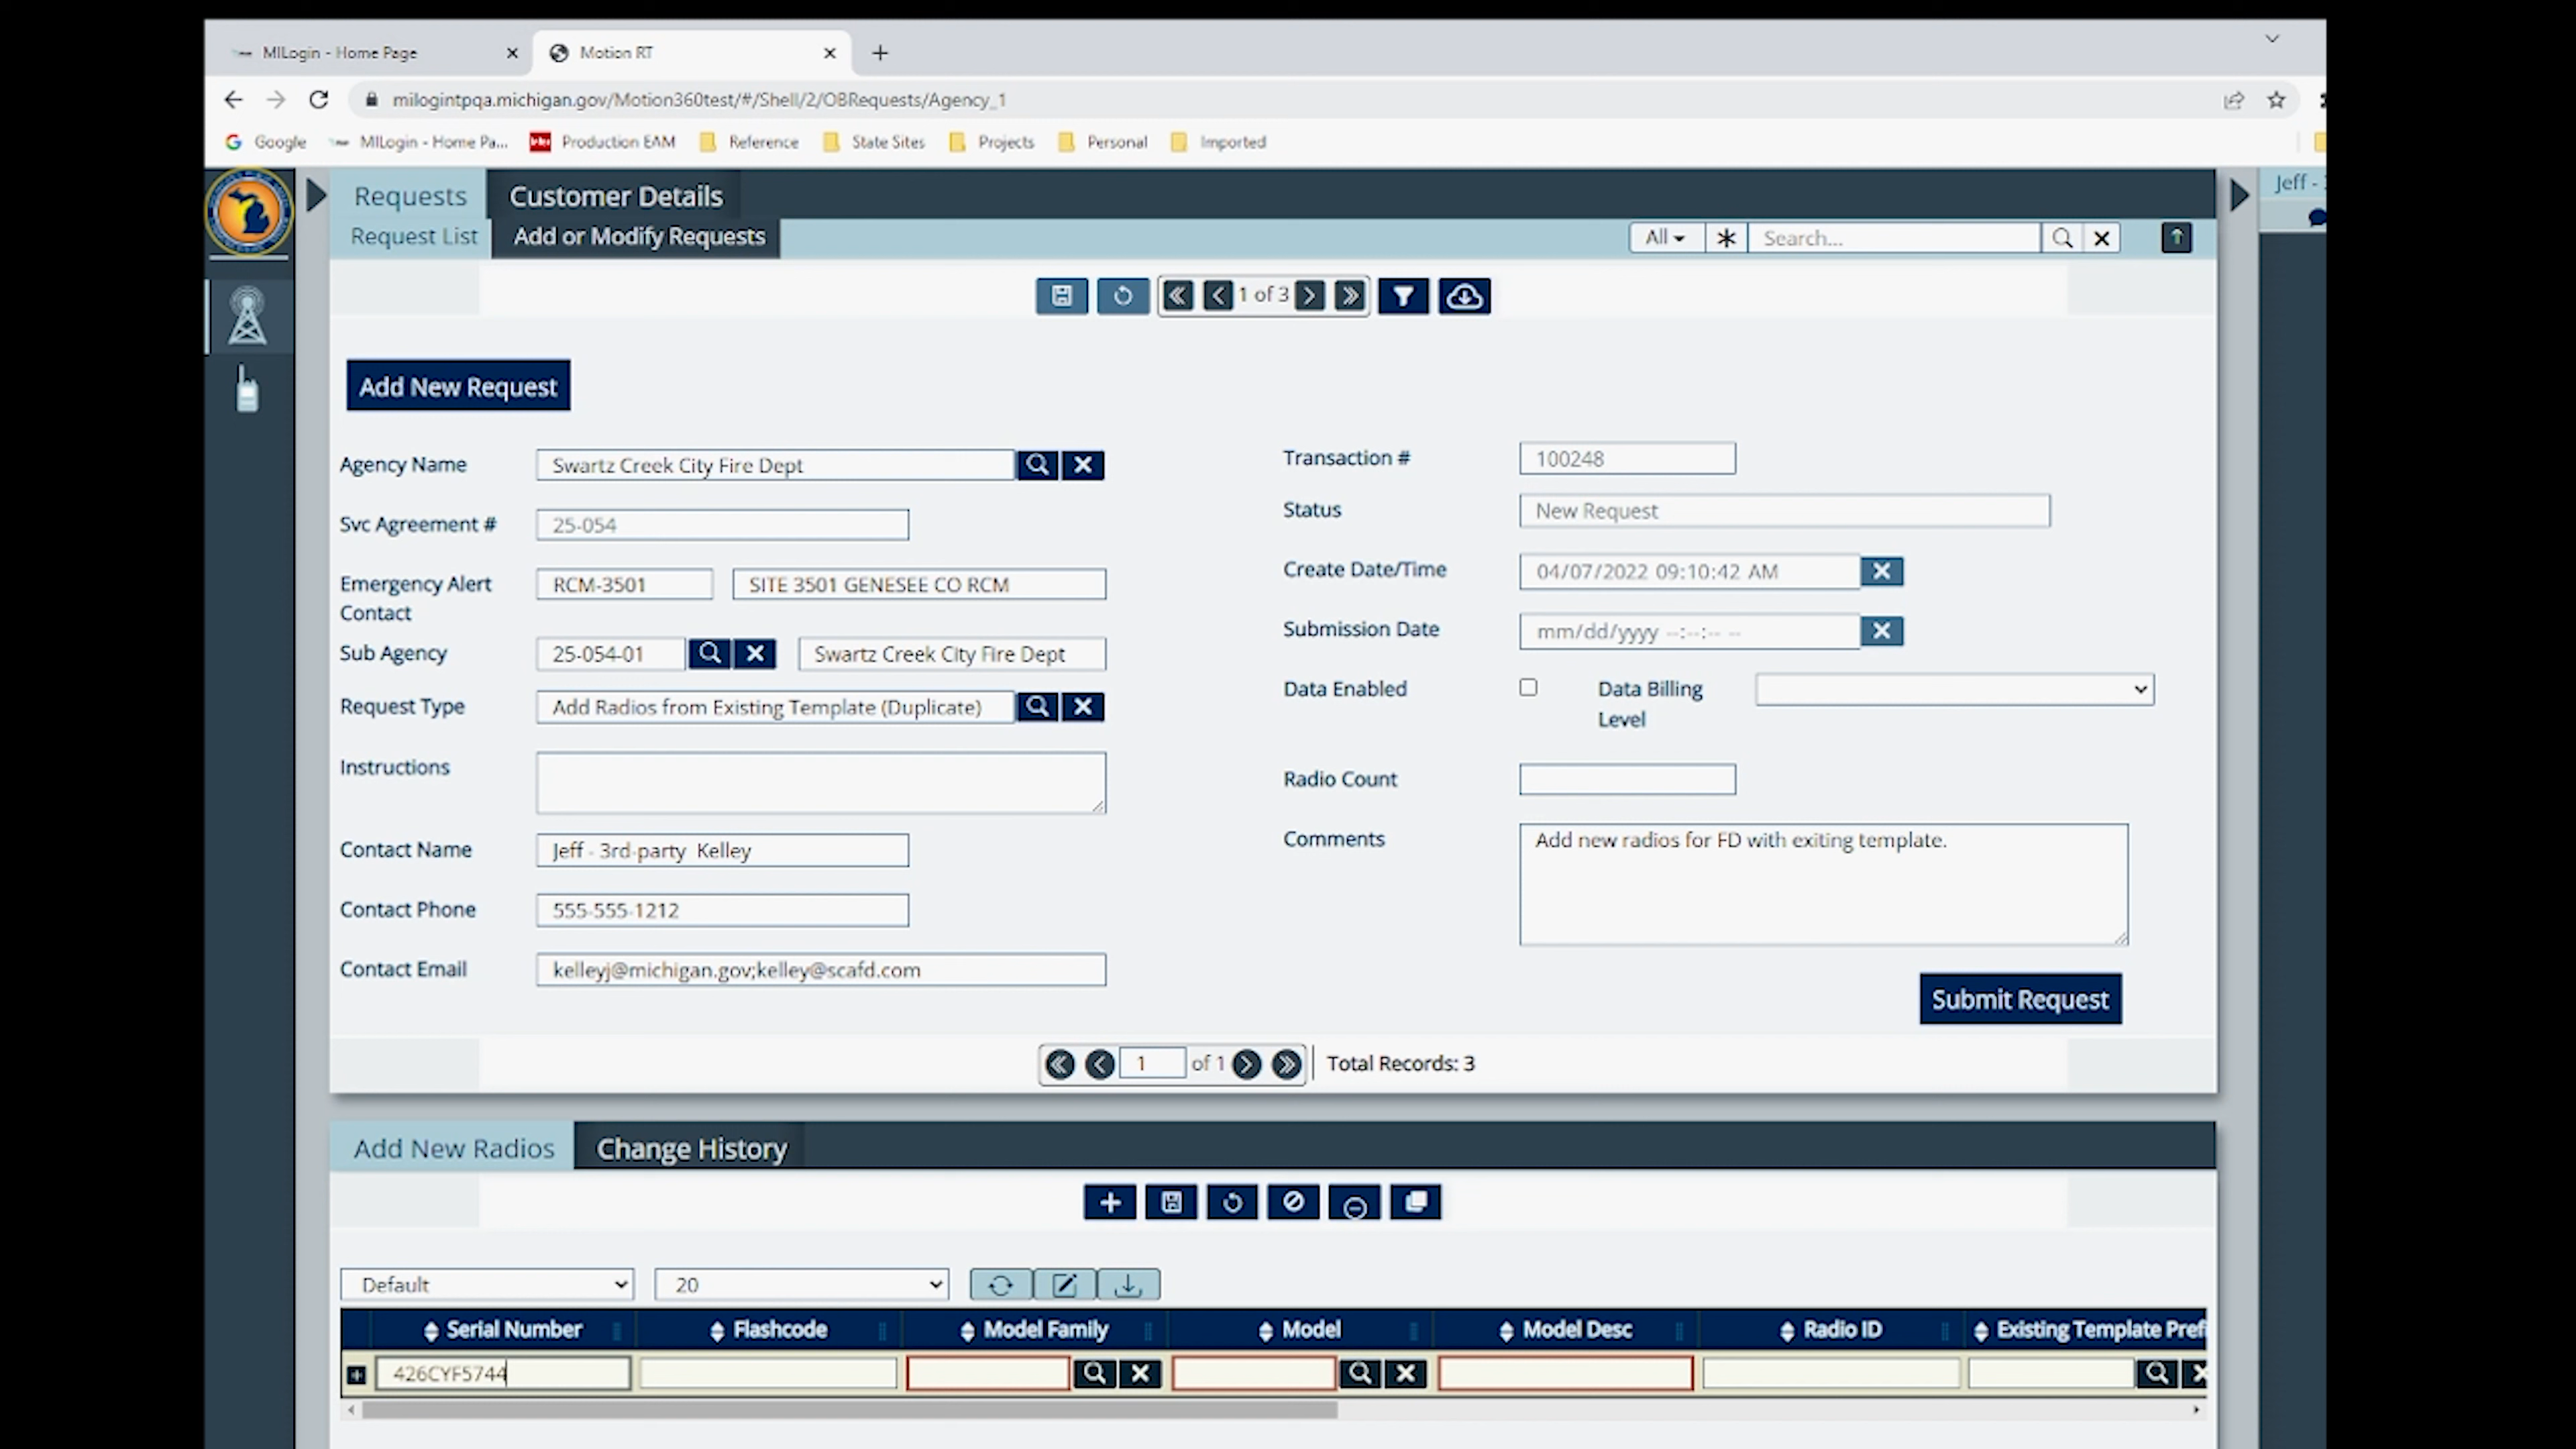 MILogin - Home Page
Motion RT
milogintpqa.michigan.gov/Motion360test/#/Shell/2/OBRequests/Agency_1
Google
MILogin - Home Pa...
Production EAM
Reference
State Sites
Projects
Personal
Imported
Requests
Customer Details
Jeff -
Request List
Add or Modify Requests
All
Search...
1 of 3
Add New Request
Agency Name
Swartz Creek City Fire Dept
Transaction #
100248
Svc Agreement #
25-054
Status
New Request
Emergency Alert
Contact
RCM-3501
SITE 3501 GENESEE CO RCM
Create Date/Time
04/07/2022 09:10:42 AM
Sub Agency
25-054-01
Swartz Creek City Fire Dept
Submission Date
mm/dd/yyyy --:--:-- --
Request Type
Add Radios from Existing Template (Duplicate)
Data Enabled
Data Billing
Level
Instructions
Radio Count
Contact Name
Jeff - 3rd-party  Kelley
Comments
Add new radios for FD with exiting template.
Contact Phone
555-555-1212
Contact Email
kelleyj@michigan.gov;kelley@scafd.com
Submit Request
1
of 1
Total Records: 3
Add New Radios
Change History
Default
20
Serial Number
Flashcode
Model Family
Model
Model Desc
Radio ID
Existing Template Prefi
426CYF5744